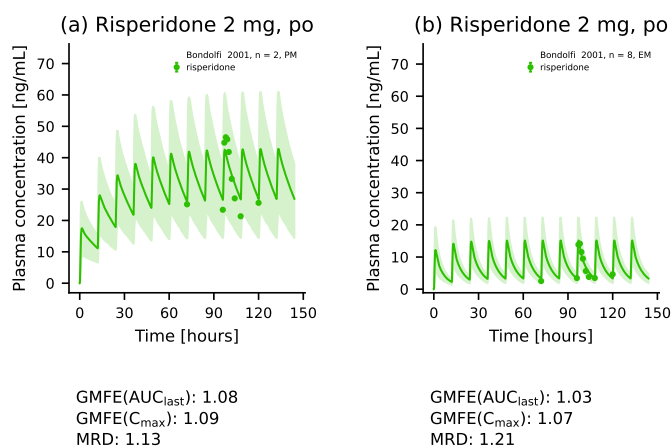 (a) Risperidone 2 mg, po
Bondolfi 2001, n = 2, PM
risperidone
Plasma concentration [ng/mL]
70
60
50
40
30
20
10
0
0 30 60 90 120 150
Time [hours]
GMFE(AUClast): 1.08
GMFE(Cmax): 1.09
MRD: 1.13
(b) Risperidone 2 mg, po
Bondolfi 2001, n = 8, EM
risperidone
Plasma concentration [ng/mL]
70
60
50
40
30
20
10
0
0 30 60 90 120 150
Time [hours]
GMFE(AUClast): 1.03
GMFE(Cmax): 1.07
MRD: 1.21